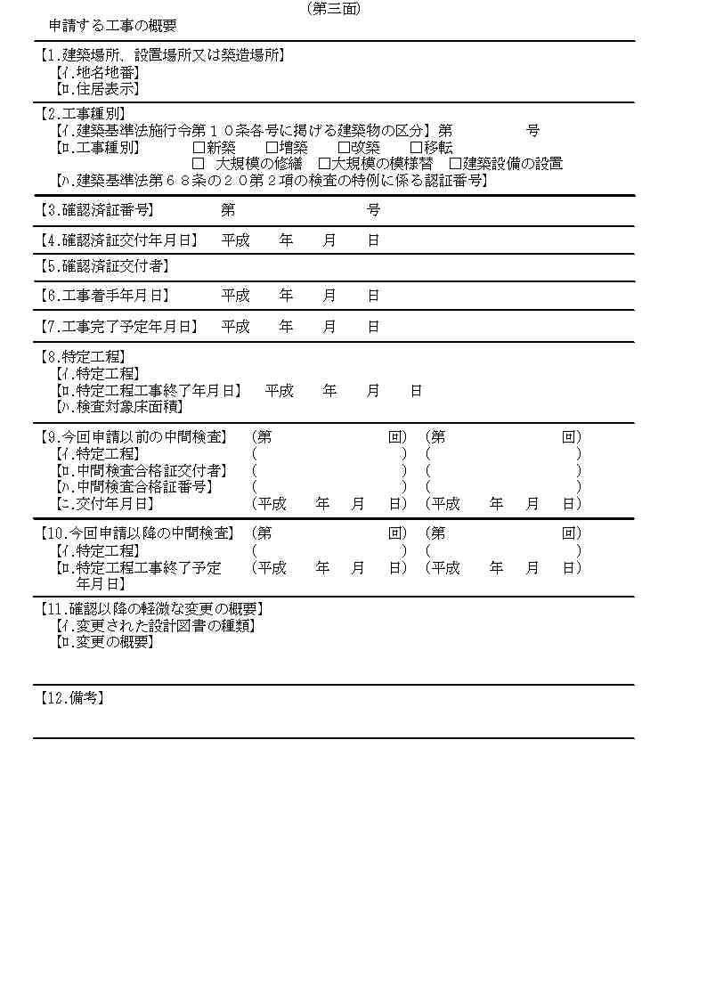 (第三面)
申請する工事の概要
【1.建築場所、設置場所又は築造場所】
【ｲ.地名地番】
【ﾛ.住居表示】
【2.工事種別】
【ｲ.建築基準法施行令第１０条各号に掲げる建築物の区分】第　　　　　号
【ﾛ.工事種別】　　　□新築　　□増築　　□改築　　□移転
□ 大規模の修繕　□大規模の模様替　□建築設備の設置
【ﾊ.建築基準法第６８条の２０第２項の検査の特例に係る認証番号】
【3.確認済証番号】　　　　第　　　　　　　　　号
【4.確認済証交付年月日】　平成　　年　　月　　日
【5.確認済証交付者】
【6.工事着手年月日】　　　平成　　年　　月　　日
【7.工事完了予定年月日】　平成　　年　　月　　日
【8.特定工程】
【ｲ.特定工程】
【ﾛ.特定工程工事終了年月日】　平成　　年　　月　　日
【ﾊ.検査対象床面積】
【9.今回申請以前の中間検査】　(第　　　　　　　　回)　(第　　　　　　　　回)
【ｲ.特定工程】　　　　　　　(　　　　　　　　　　)　(　　　　　　　　　　)
【ﾛ.中間検査合格証交付者】　(　　　　　　　　　　)　(　　　　　　　　　　)
【ﾊ.中間検査合格証番号】　　(　　　　　　　　　　)　(　　　　　　　　　　)
【ﾆ.交付年月日】　　　　　　(平成　　年　月　　日)　(平成　　年　月　　日)
【10.今回申請以降の中間検査】　(第　　　　　　　　回)　(第　　　　　　　　回)
【ｲ.特定工程】　　　　　　　(　　　　　　　　　　)　(　　　　　　　　　　)
【ﾛ.特定工程工事終了予定　　(平成　　年　月　　日)　(平成　　年　月　　日)
年月日】
【11.確認以降の軽微な変更の概要】
【ｲ.変更された設計図書の種類】
【ﾛ.変更の概要】
【12.備考】